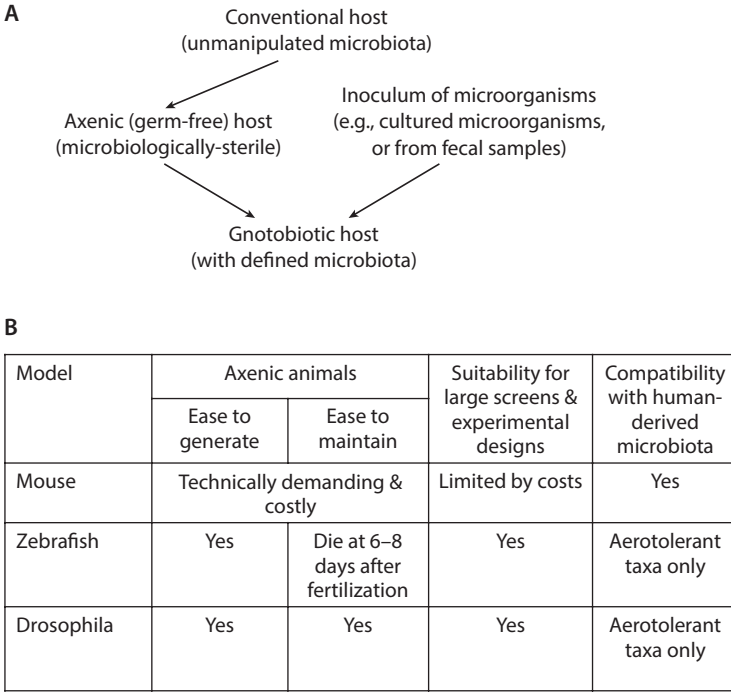 A
Conventional host
(unmanipulated microbiota)
Axenic (germ-free) host
(microbiologically-sterile)
Inoculum of microorganisms
(e.g., cultured microorganisms,
or from fecal samples)
Gnotobiotic host
(with defined microbiota)
B
Model
Axenic animals
Ease to
generate
Ease to
maintain
Suitability for
large screens &
experimental
designs
Compatibility
with human-
derived
microbiota
Mouse
Technically demanding &
costly
Limited by costs
Yes
Zebrafish
Yes
Die at 6–8
days after
fertilization
Yes
Aerotolerant
taxa only
Drosophila
Yes
Yes
Yes
Aerotolerant
taxa only